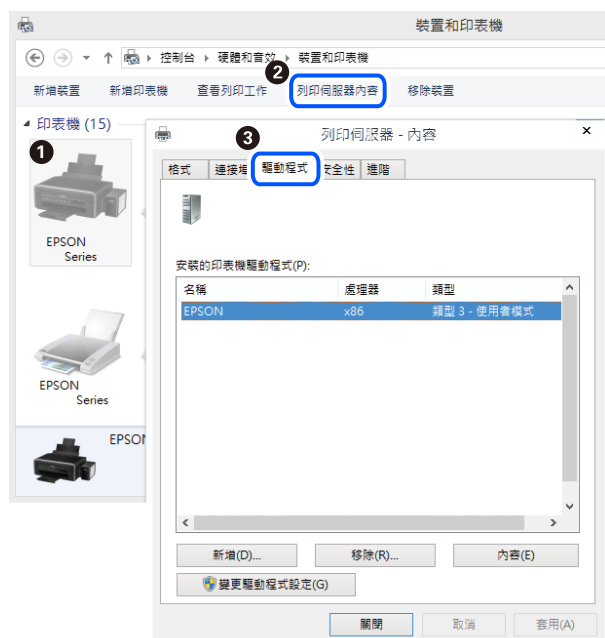 裝置和印表機
控制台 ▸ 硬體和音效 ▸ 裝置和印表機
2
新增裝置 新增印表機 查看列印工作 列印伺服器內容 移除裝置
印表機 (15)
1
EPSON
Series
EPSON
Series
EPSON
3
列印伺服器 - 內容
格式 連接埠 驅動程式 安全性 進階
安裝的印表機驅動程式(P):
名稱 處理器 類型
EPSON x86 類型 3 - 使用者模式
新增(D)... 移除(R)... 內容(E)
變更驅動程式設定(G)
關閉 取消 套用(A)